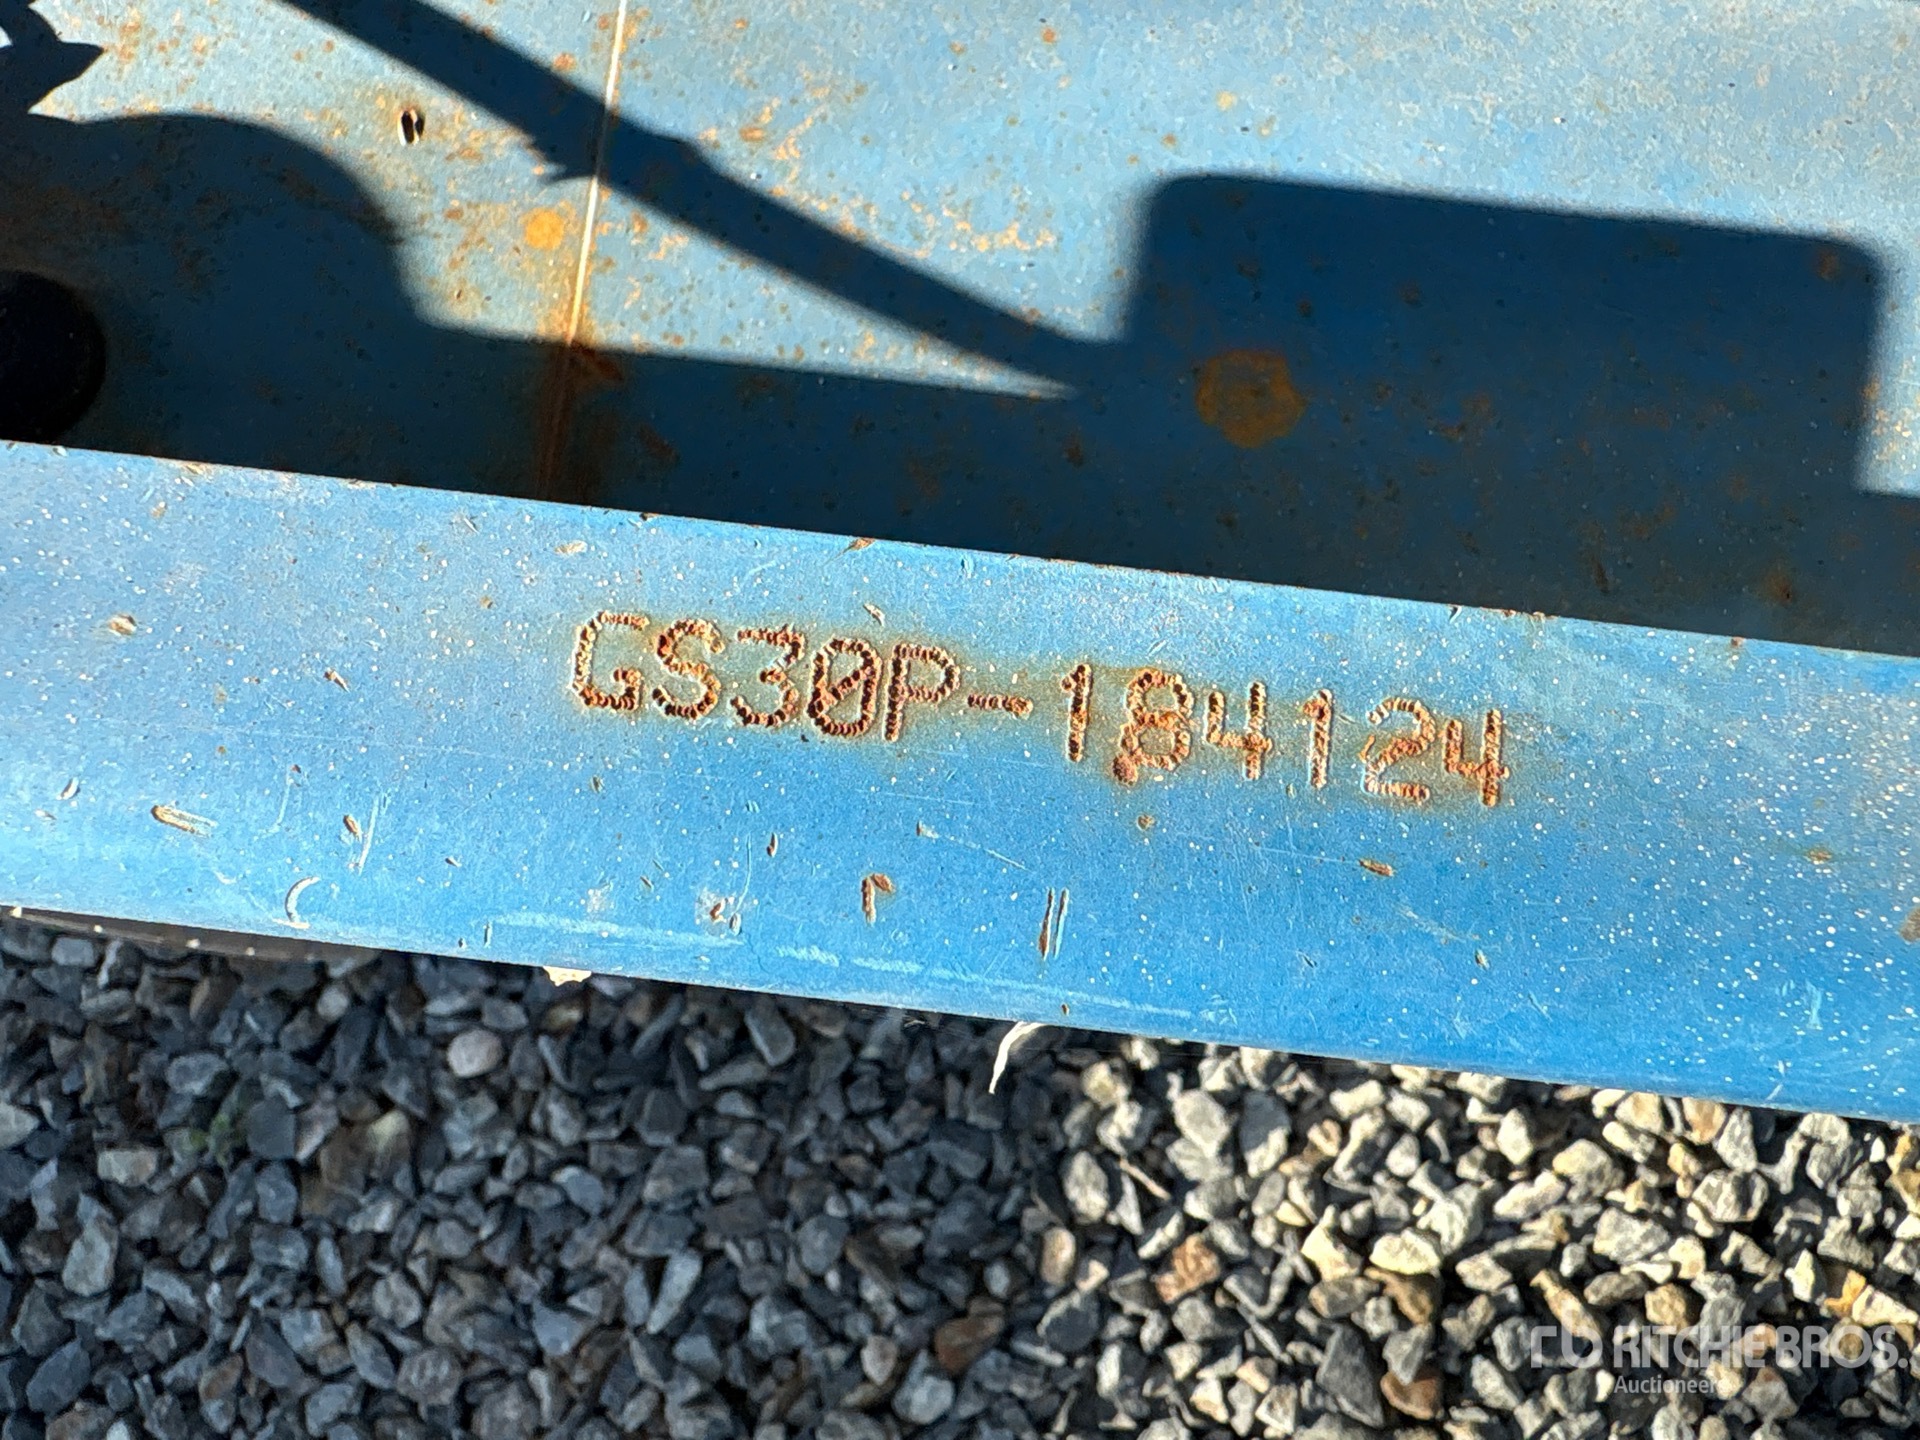 GS30P-184124
RITCHIE BROS.
Auctioneers